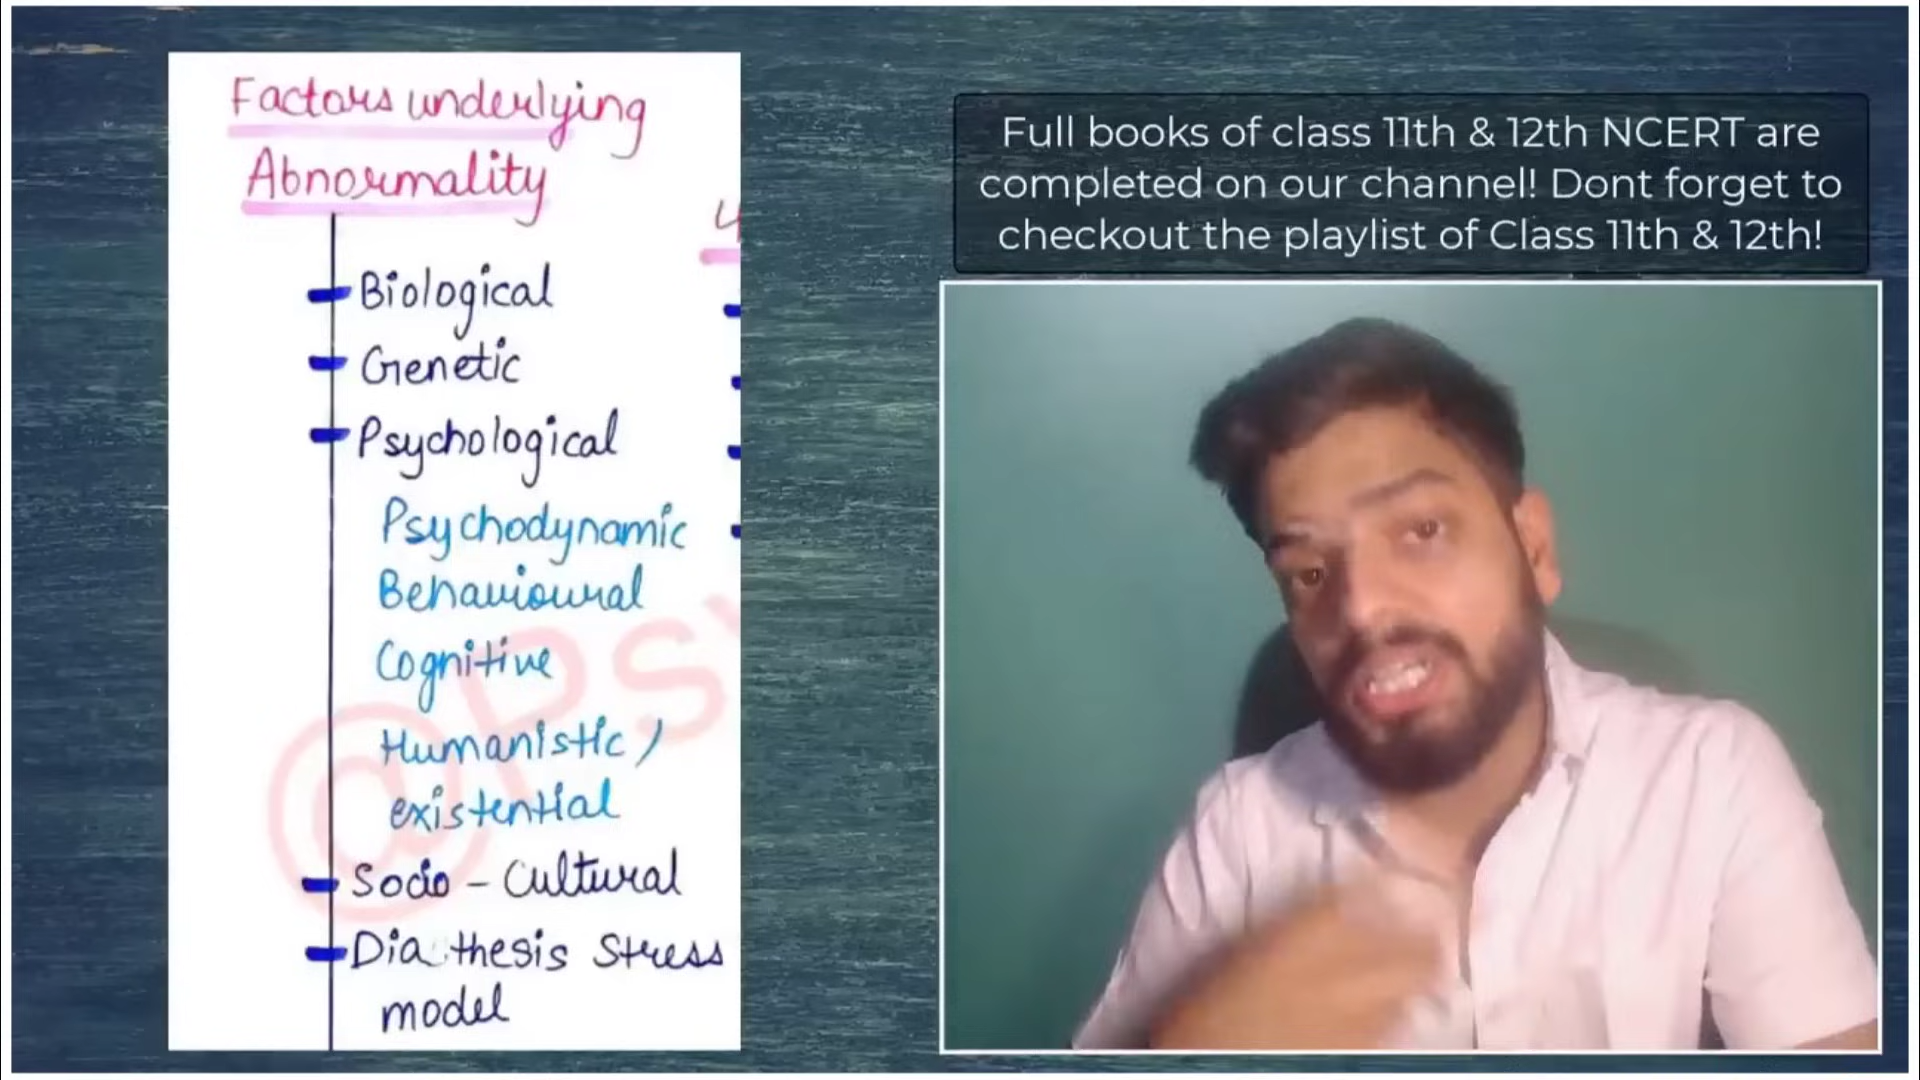 Factors underlying
Abnormality
Biological
Genetic
Psychological
Psychodynamic
Behavioural
Cognitive
Humanistic /
existential
Socio - Cultural
Diathesis Stress
model
@Psy
Full books of class 11th & 12th NCERT are
completed on our channel! Dont forget to
checkout the playlist of Class 11th & 12th!